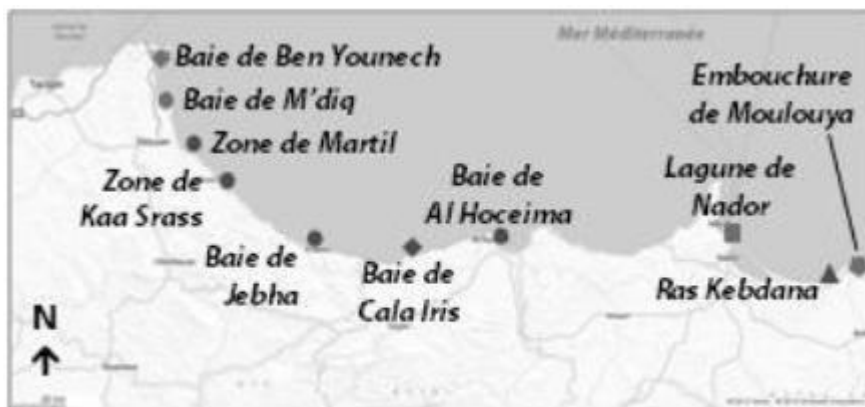 Mer Méditerranée
Baie de Ben Younech
Baie de M'diq
Zone de Martil
Zone de
Kaa Srass
Baie de
Jebha
Baie de
Cala Iris
Baie de
Al Hoceima
Lagune de
Nador
Embouchure
de Moulouya
Ras Kebdana
N